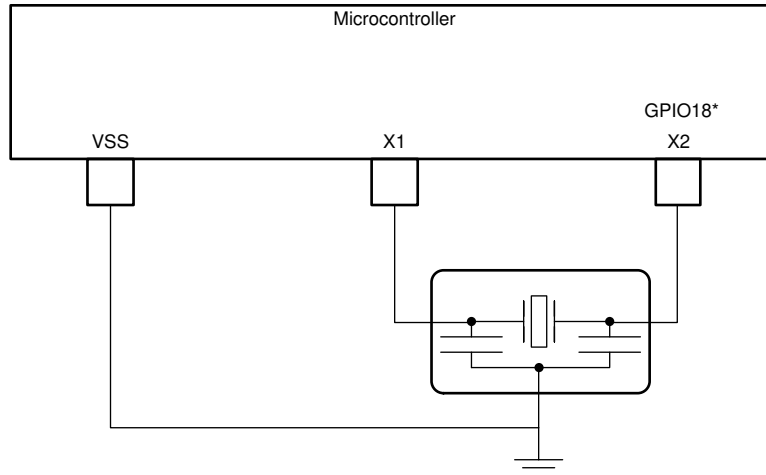 Microcontroller
GPIO18*
VSS
X1
X2